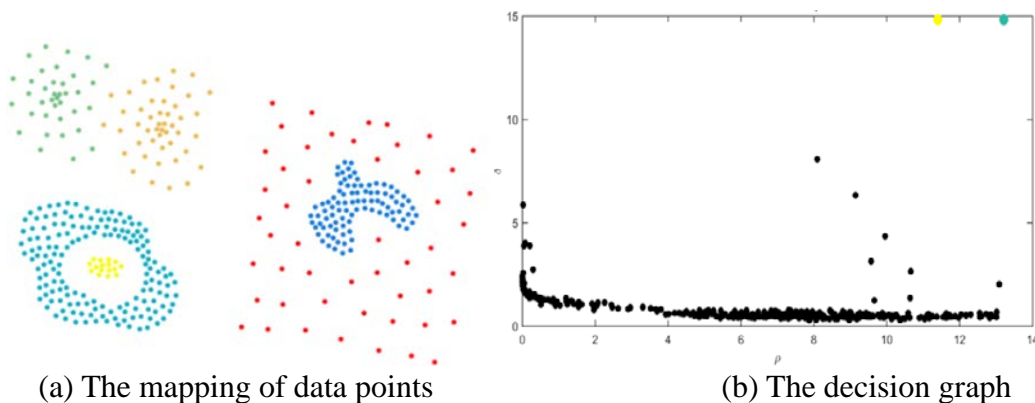 15
10
5
0
δ
0 2 4 6 8 10 12 14
ρ
(a) The mapping of data points
(b) The decision graph